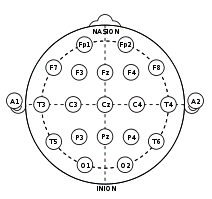 NASION
Fp1 Fp2
F7 F3 Fz F4 F8
A1 T3 C3 Cz C4 T4 A2
T5 P3 Pz P4 T6
O1 O2
INION